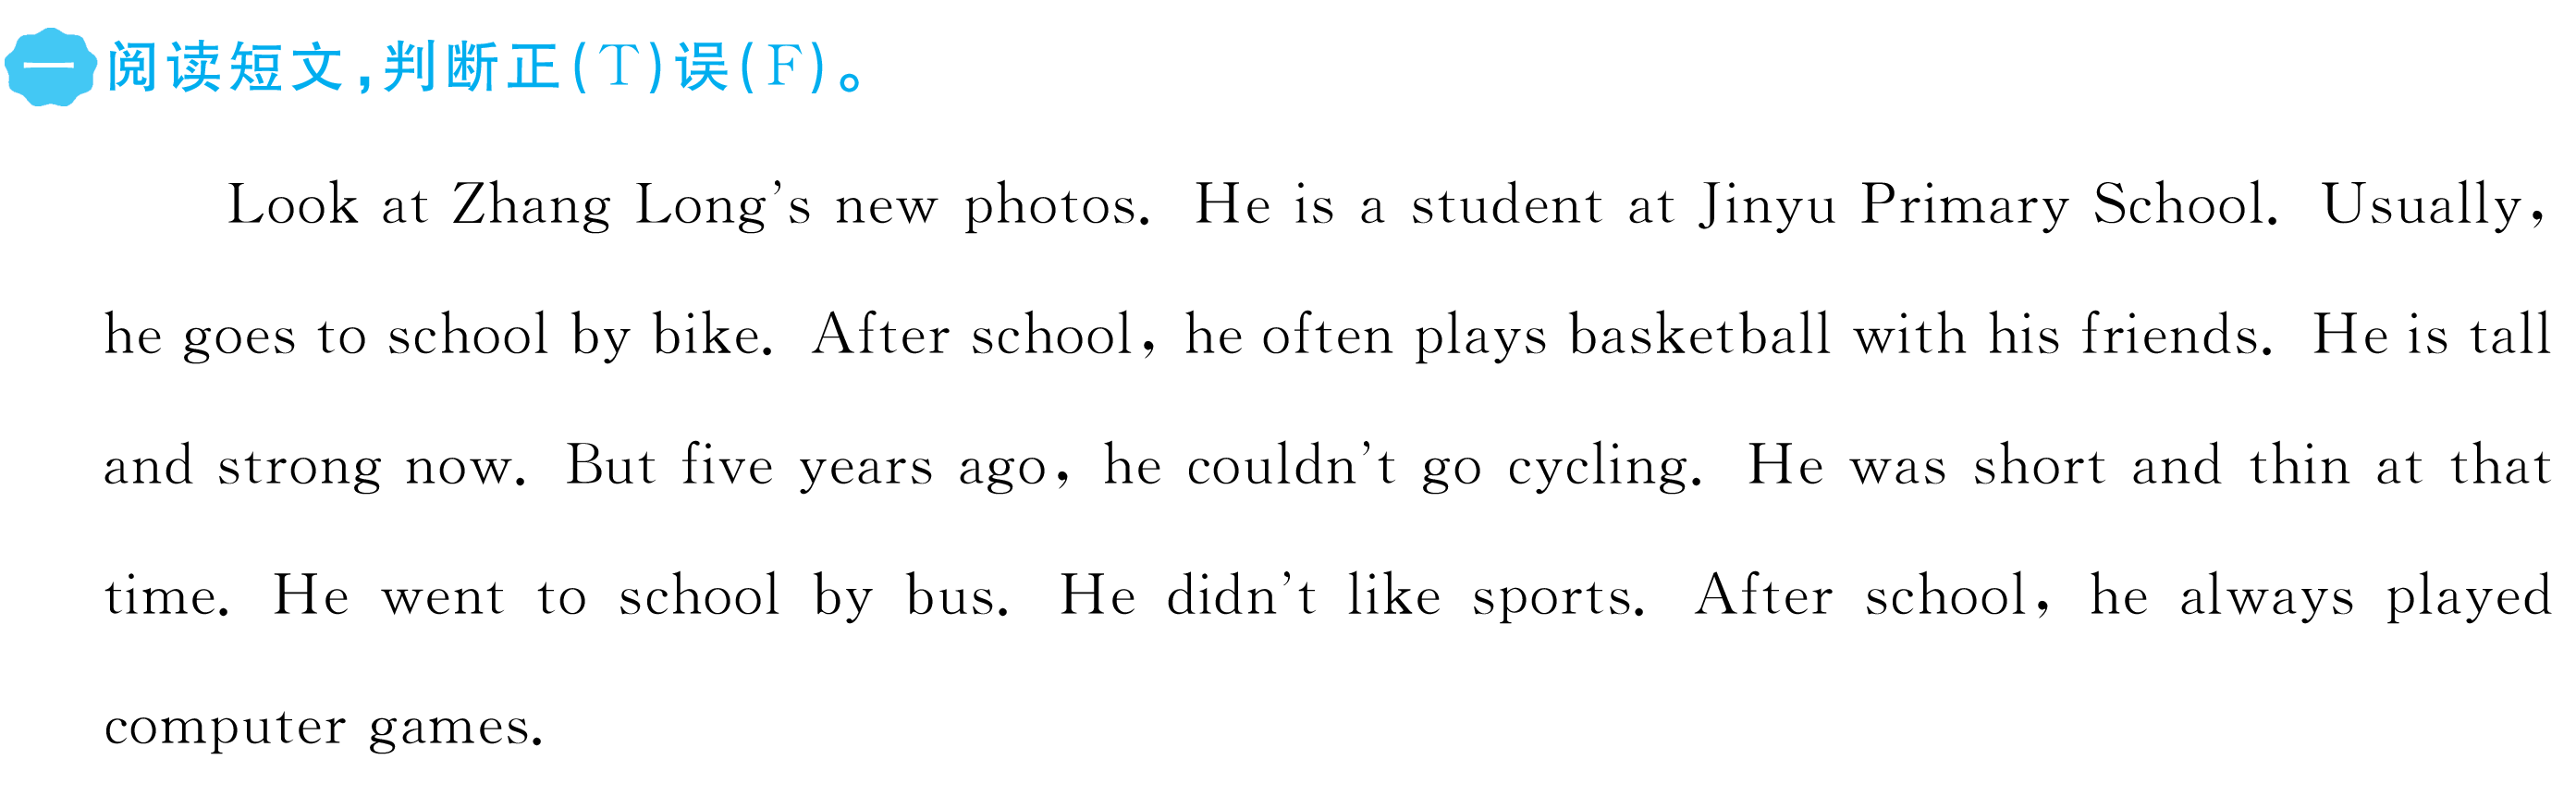 一 阅读短文,判断正(T)误(F)。
Look at Zhang Long's new photos. He is a student at Jinyu Primary School. Usually,
he goes to school by bike. After school, he often plays basketball with his friends. He is tall
and strong now. But five years ago, he couldn't go cycling. He was short and thin at that
time. He went to school by bus. He didn't like sports. After school, he always played
computer games.